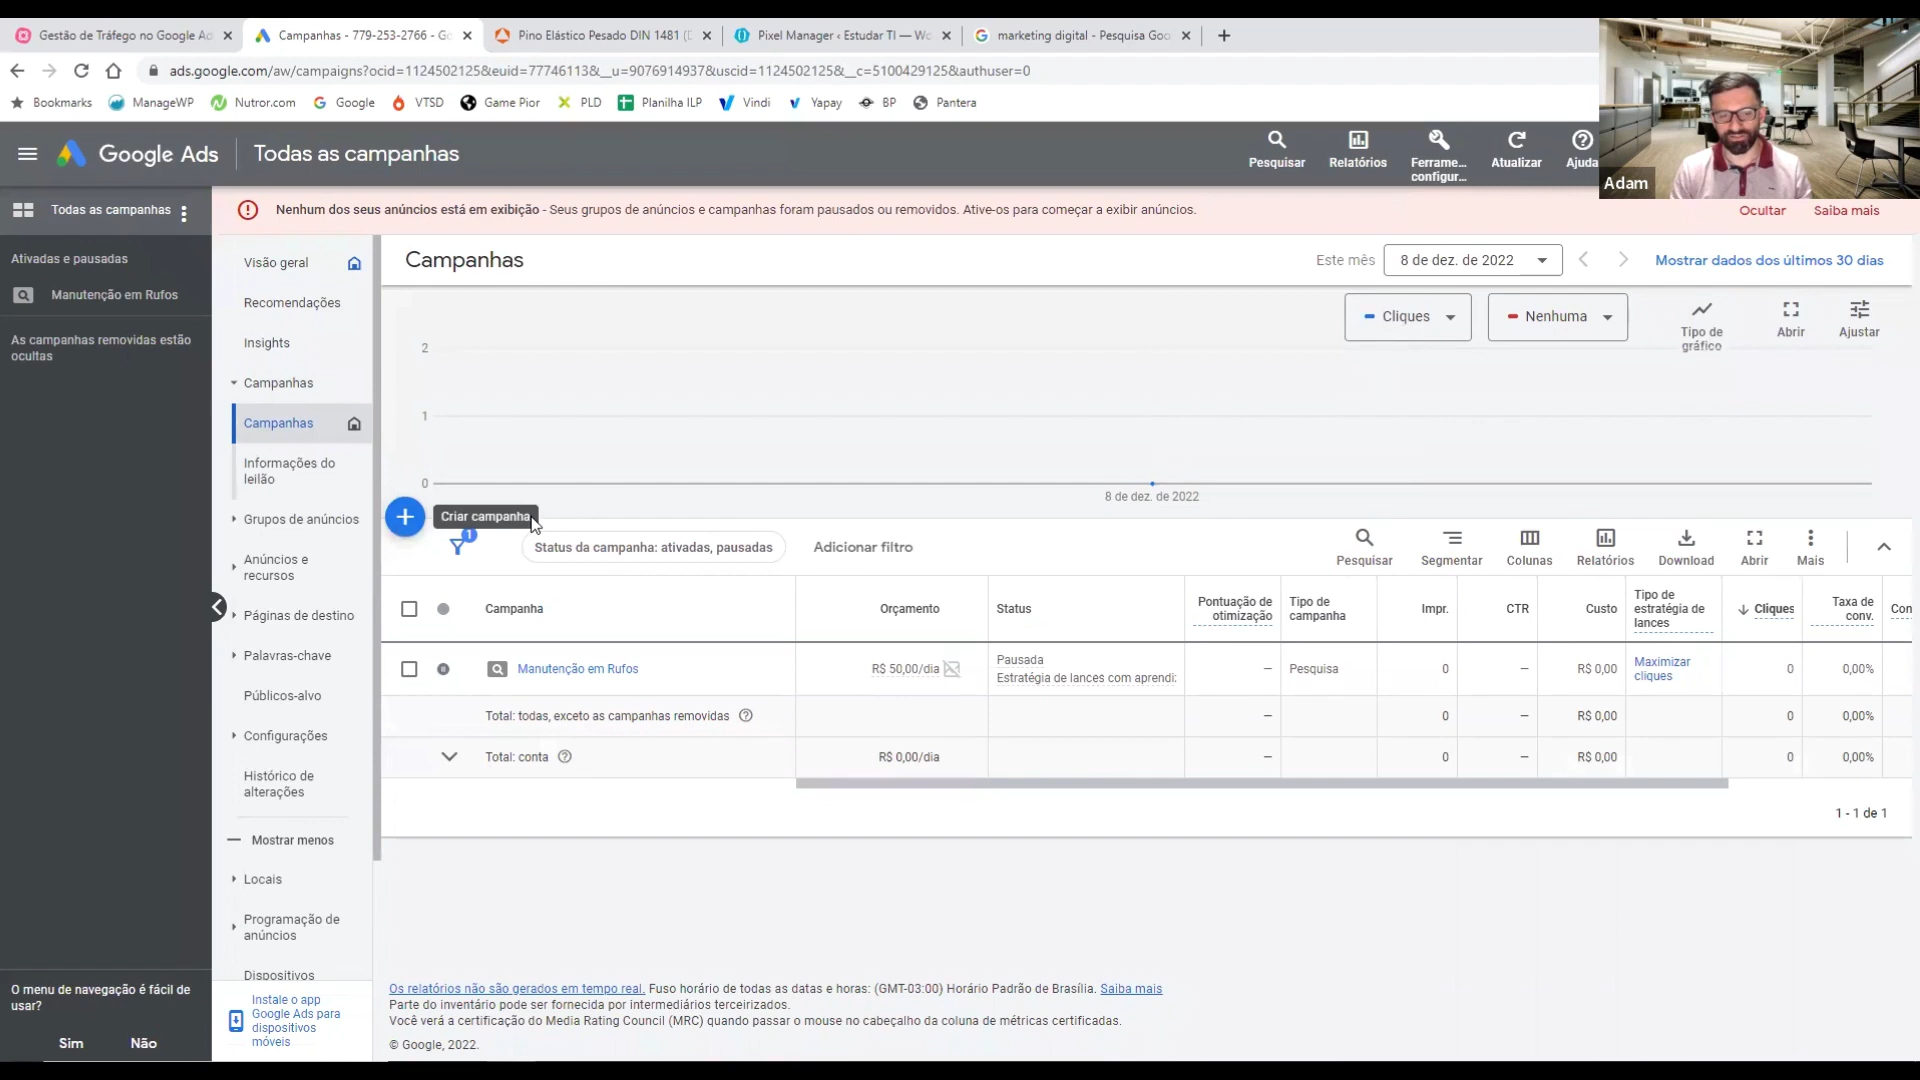 Gestão de Tráfego no Google Ad
Campanhas - 779-253-2766 - Go
Pino Elástico Pesado DIN 1481 (D
Pixel Manager ‹ Estudar TI — Wo
marketing digital - Pesquisa Goo
ads.google.com/aw/campaigns?ocid=1124502125&euid=77746113&__u=9076914937&uscid=1124502125&__c=5100429125&authuser=0
Bookmarks
ManageWP
Nutror.com
Google
VTSD
Game Pior
PLD
Planilha ILP
Vindi
Yapay
BP
Pantera
Google Ads
Todas as campanhas
Pesquisar
Relatórios
Ferrame...
configur...
Atualizar
Ajuda
Adam
Todas as campanhas
Nenhum dos seus anúncios está em exibição - Seus grupos de anúncios e campanhas foram pausados ou removidos. Ative-os para começar a exibir anúncios.
Ocultar
Saiba mais
Ativadas e pausadas
Manutenção em Rufos
As campanhas removidas estão
ocultas
Visão geral
Recomendações
Insights
Campanhas
Campanhas
Informações do
leilão
Grupos de anúncios
Anúncios e
recursos
Páginas de destino
Palavras-chave
Públicos-alvo
Configurações
Histórico de
alterações
Mostrar menos
Locais
Programação de
anúncios
Dispositivos
Instale o app
Google Ads para
dispositivos
móveis
O menu de navegação é fácil de
usar?
Sim
Não
Campanhas
Este mês
8 de dez. de 2022
Mostrar dados dos últimos 30 dias
Cliques
Nenhuma
Tipo de
gráfico
Abrir
Ajustar
2
1
0
8 de dez. de 2022
Criar campanha
1
Status da campanha: ativadas, pausadas
Adicionar filtro
Pesquisar
Segmentar
Colunas
Relatórios
Download
Abrir
Mais
Campanha
Orçamento
Status
Pontuação de
otimização
Tipo de
campanha
Impr.
CTR
Custo
Tipo de
estratégia de
lances
Cliques
Taxa de
conv.
Con
Manutenção em Rufos
R$ 50,00/dia
Pausada
Estratégia de lances com aprendi:
–
Pesquisa
0
–
R$ 0,00
Maximizar
cliques
0
0,00%
Total: todas, exceto as campanhas removidas
–
0
–
R$ 0,00
0
0,00%
Total: conta
R$ 0,00/dia
–
0
–
R$ 0,00
0
0,00%
1 - 1 de 1
Os relatórios não são gerados em tempo real. Fuso horário de todas as datas e horas: (GMT-03:00) Horário Padrão de Brasília. Saiba mais
Parte do inventário pode ser fornecida por intermediários terceirizados.
Você verá a certificação do Media Rating Council (MRC) quando passar o mouse no cabeçalho da coluna de métricas certificadas.
© Google, 2022.